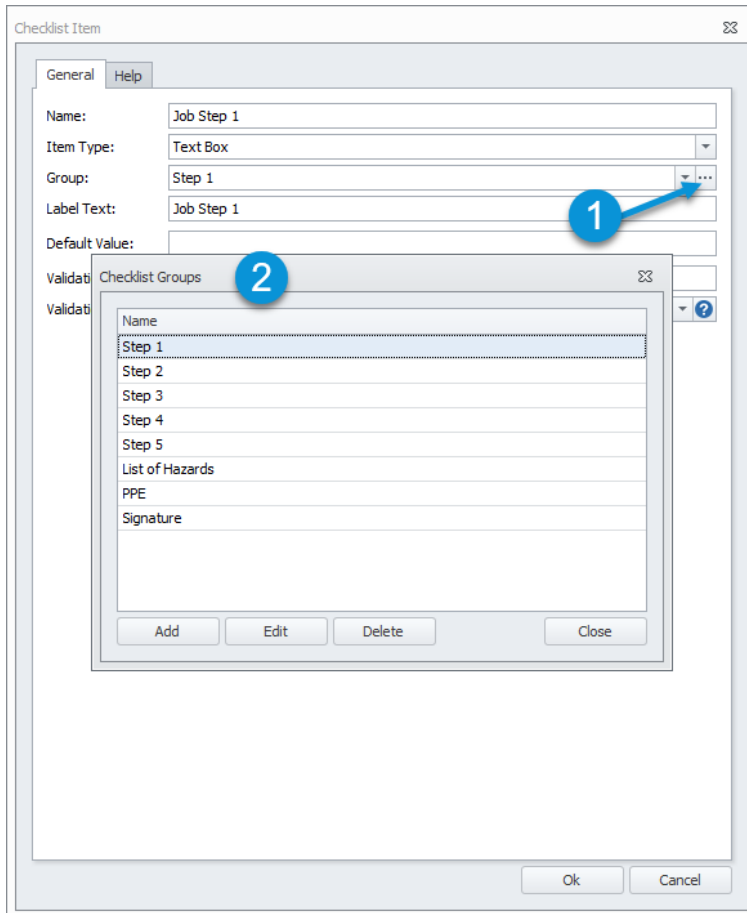 Checklist Item
General Help
Name: Job Step 1
Item Type: Text Box
Group: Step 1 ...
1
Label Text: Job Step 1
Default Value:
Validati Checklist Groups 2
Validati ?
Name
Step 1
Step 2
Step 3
Step 4
Step 5
List of Hazards
PPE
Signature
Add Edit Delete Close
Ok Cancel